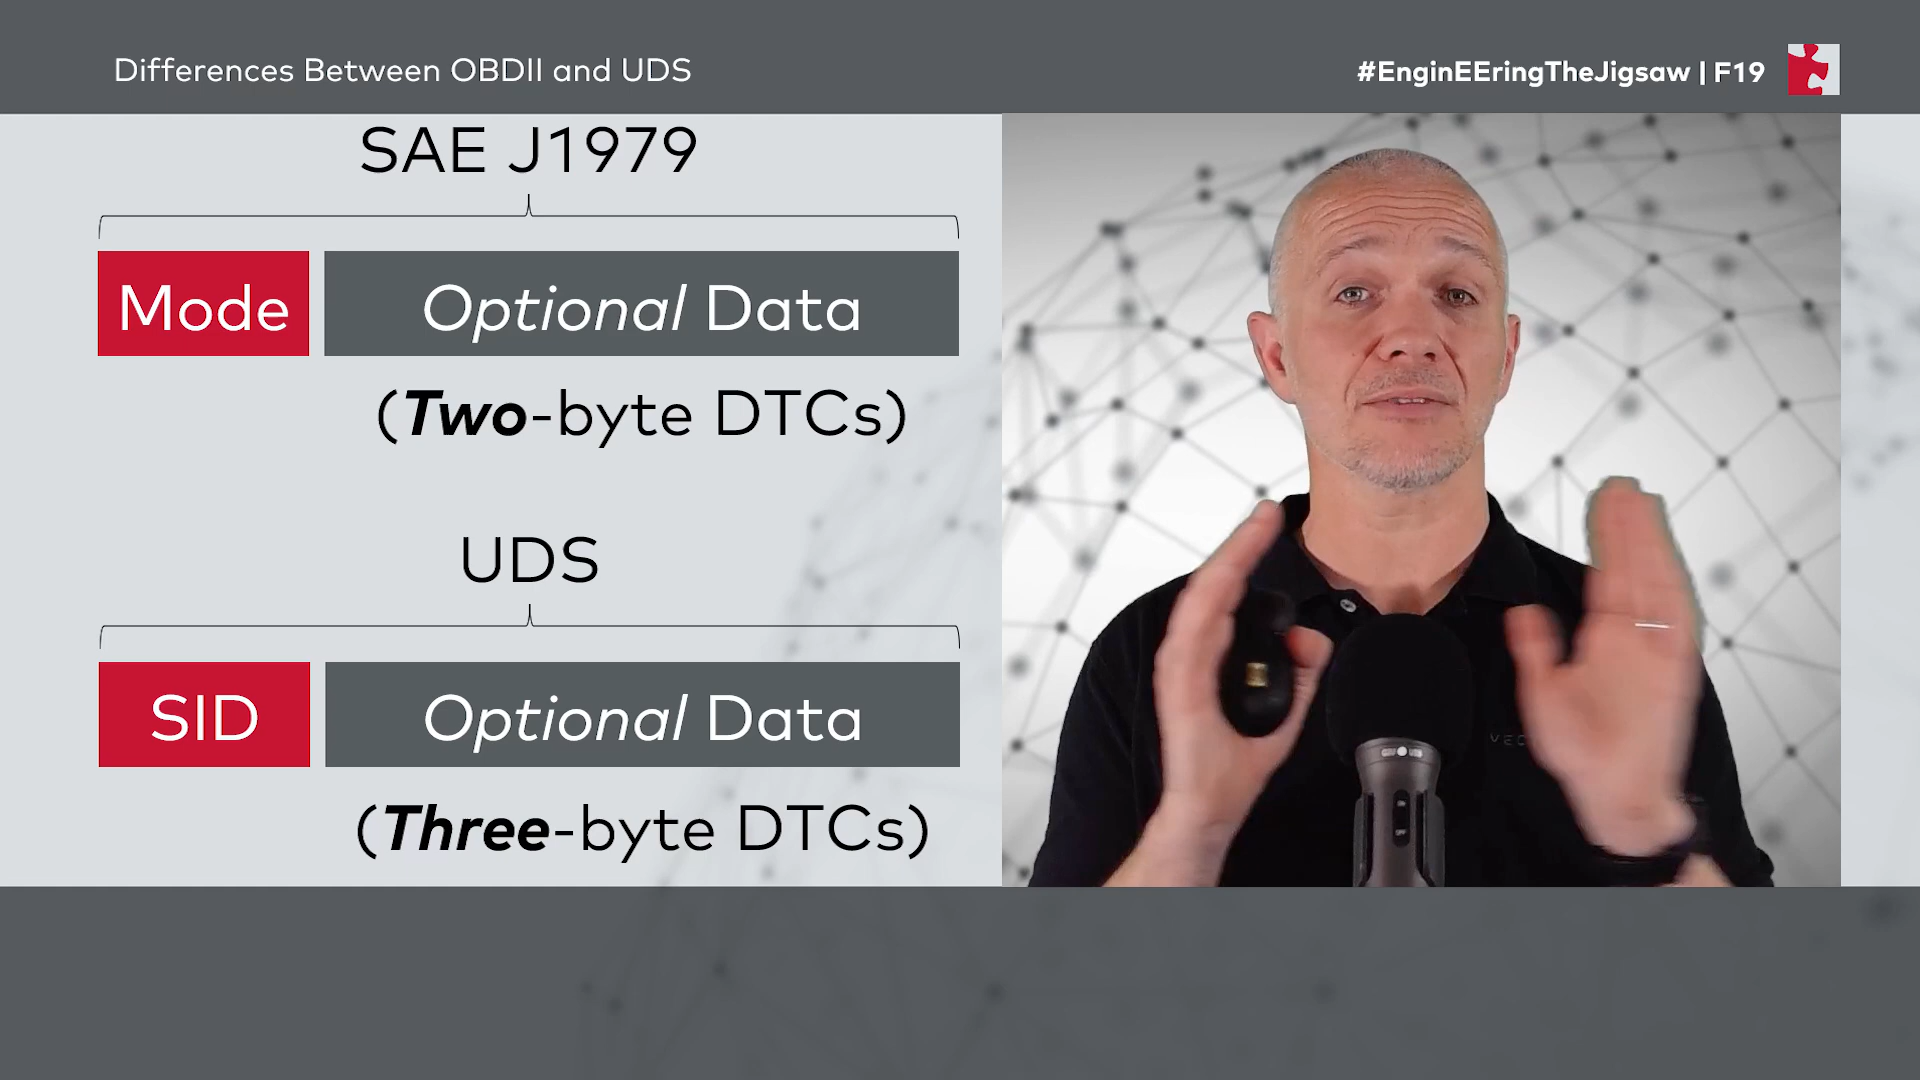 Differences Between OBDII and UDS
#EnginEEringTheJigsaw | F19
SAE J1979
Mode
Optional Data
(Two-byte DTCs)
UDS
SID
Optional Data
(Three-byte DTCs)